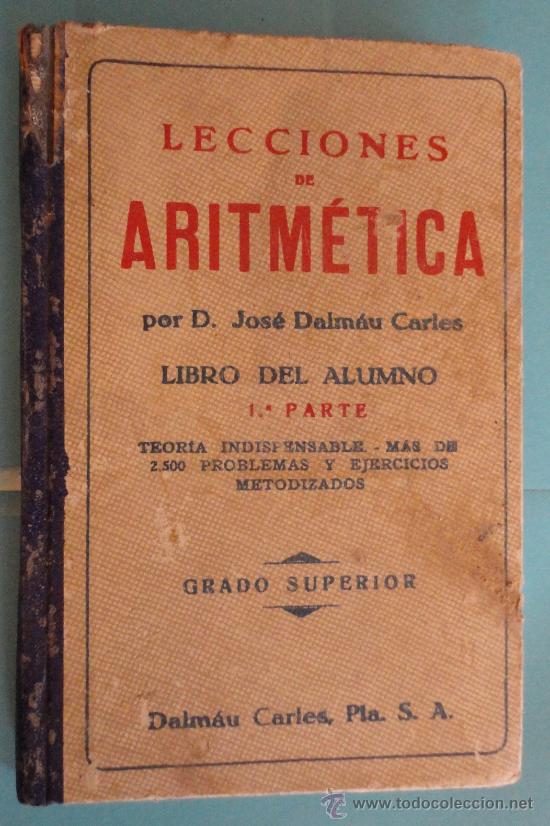 LECCIONES
DE
ARITMÉTICA
por D. José Dalmáu Carles
LIBRO DEL ALUMNO
1.ª PARTE
TEORÍA INDISPENSABLE. - MÁS DE
2.500 PROBLEMAS Y EJERCICIOS
METODIZADOS
GRADO SUPERIOR
Dalmáu Carles, Pla. S. A.
www.todocoleccion.net